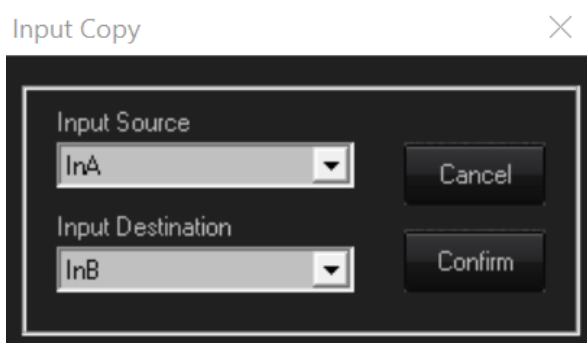 Input Copy
Input Source
InA
Cancel
Input Destination
InB
Confirm